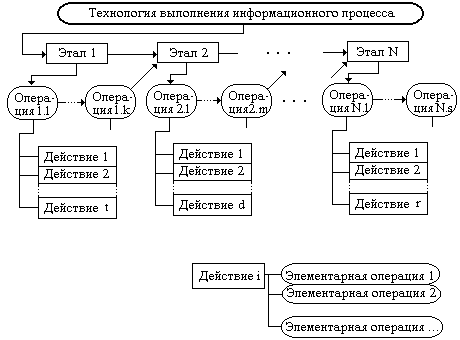 Технология выполнения информационного процесса
Этап 1
Этап 2
. . .
Этап N
Опера-
ция 1.1
Опера-
ция 1.k
Опера-
ция 2.1
Опера-
ция2.m
. . .
Опера-
ция N.1
Опера-
ция N.s
Действие 1
Действие 2
Действие t
Действие 1
Действие 2
Действие d
Действие 1
Действие 2
Действие r
Действие i
Элементарная операция 1
Элементарная операция 2
Элементарная операция ...